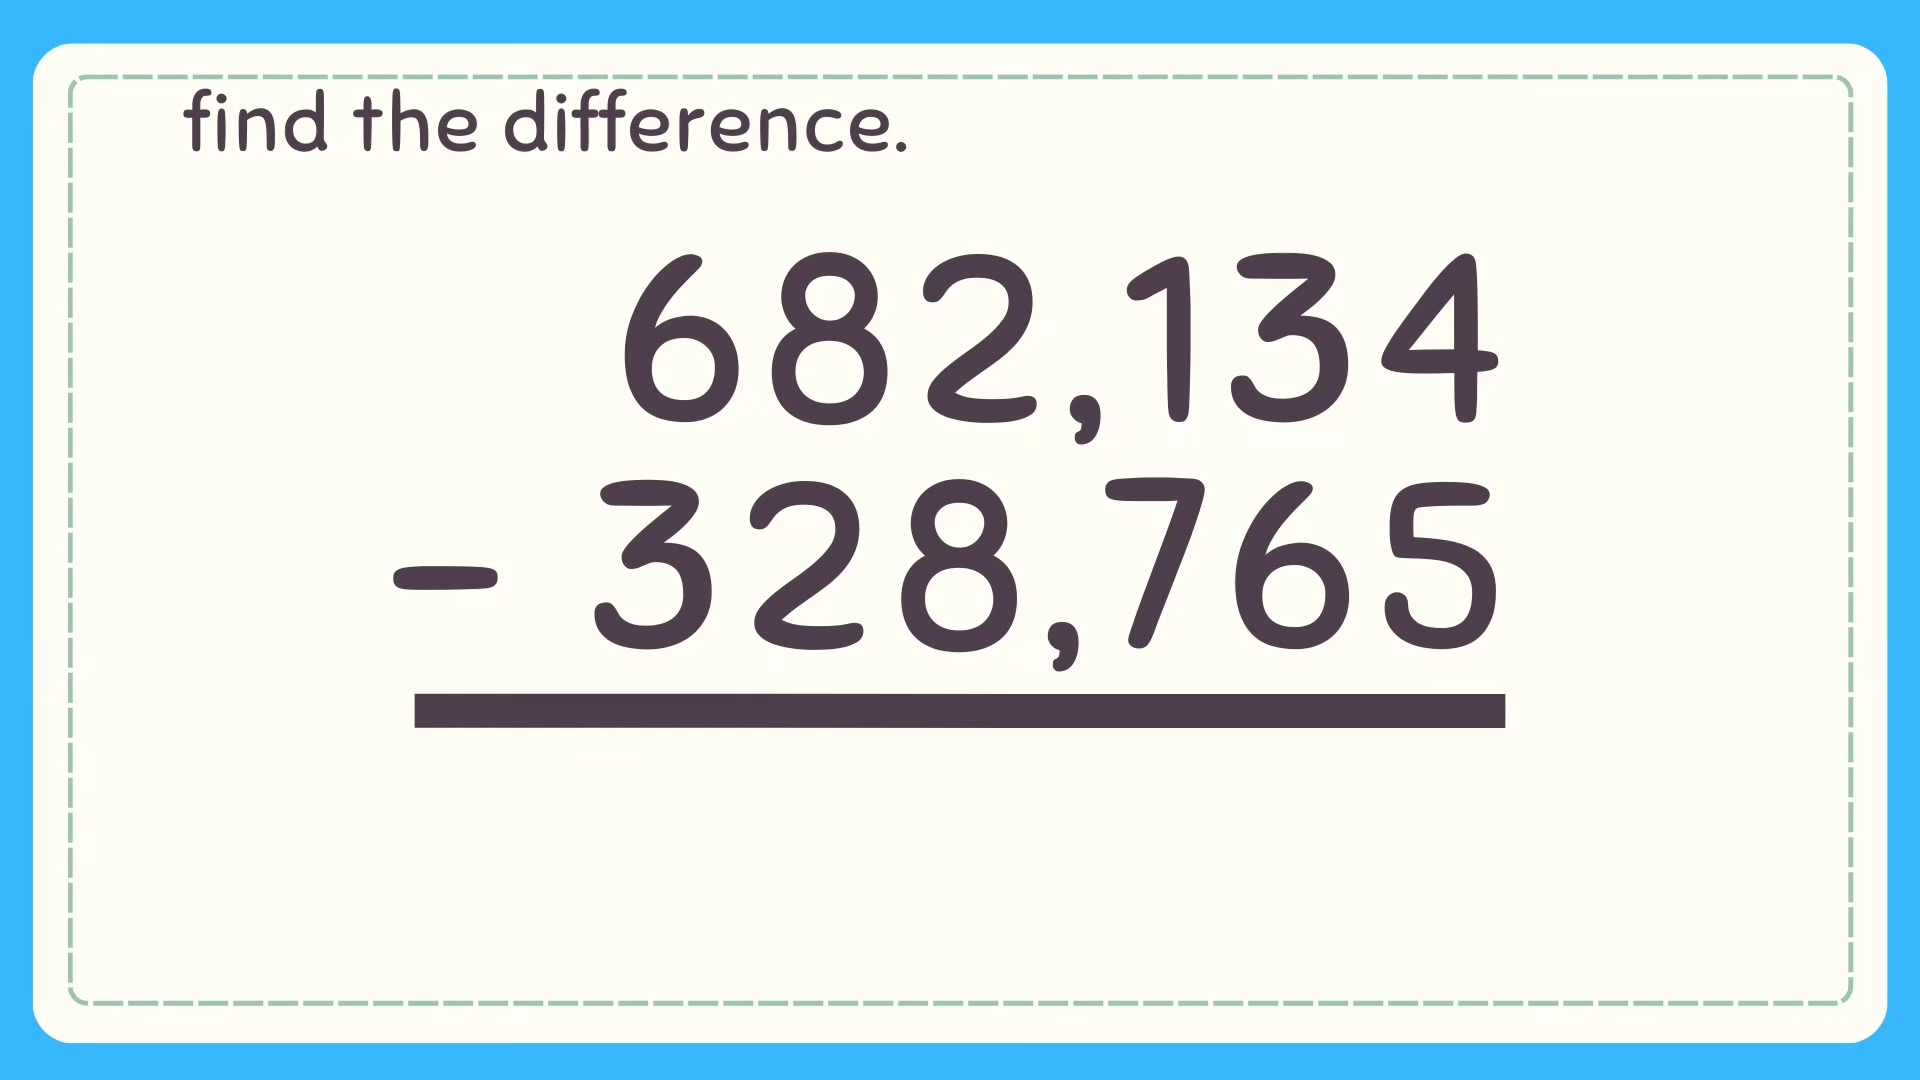 find the difference.
682,134
- 328,765